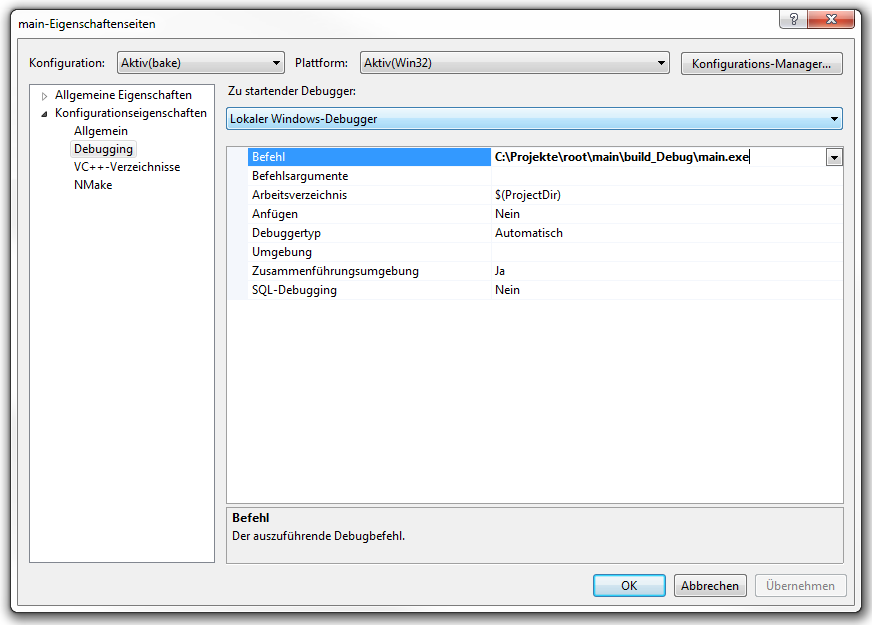 main-Eigenschaftenseiten
?
Konfiguration: Aktiv(bake) Plattform: Aktiv(Win32) Konfigurations-Manager...
Allgemeine Eigenschaften
Konfigurationseigenschaften
Allgemein
Debugging
VC++-Verzeichnisse
NMake
Zu startender Debugger:
Lokaler Windows-Debugger
Befehl C:\Projekte\root\main\build_Debug\main.exe
Befehlsargumente
Arbeitsverzeichnis $(ProjectDir)
Anfügen Nein
Debuggertyp Automatisch
Umgebung
Zusammenführungsumgebung Ja
SQL-Debugging Nein
Befehl
Der auszuführende Debugbefehl.
OK Abbrechen Übernehmen